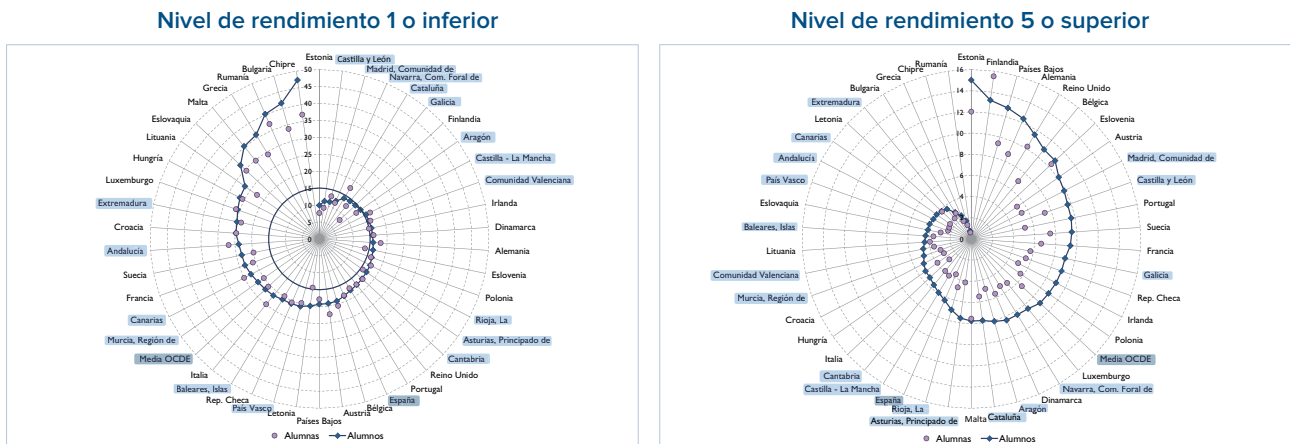 Nivel de rendimiento 1 o inferior
Estonia
Castilla y León
Madrid, Comunidad de
Navarra, Com. Foral de
Cataluña
Galicia
Finlandia
Aragón
Castilla - La Mancha
Comunidad Valenciana
Irlanda
Dinamarca
Alemania
Eslovenia
Polonia
Rioja, La
Asturias, Principado de
Cantabria
Reino Unido
Portugal
España
Bélgica
Austria
Países Bajos
Letonia
País Vasco
Rep. Checa
Baleares, Islas
Italia
Media OCDE
Murcia, Región de
Canarias
Francia
Suecia
Andalucía
Croacia
Extremadura
Luxemburgo
Hungría
Lituania
Eslovaquia
Malta
Grecia
Rumanía
Bulgaria
Chipre
50
45
40
35
30
25
20
15
10
5
0
Alumnas
Alumnos
Nivel de rendimiento 5 o superior
Estonia
Finlandia
Países Bajos
Alemania
Reino Unido
Bélgica
Eslovenia
Austria
Madrid, Comunidad de
Castilla y León
Portugal
Suecia
Francia
Galicia
Rep. Checa
Irlanda
Polonia
Media OCDE
Luxemburgo
Navarra, Com. Foral de
Dinamarca
Aragón
Cataluña
Malta
Asturias, Principado de
Rioja, La
España
Castilla - La Mancha
Cantabria
Italia
Hungría
Croacia
Murcia, Región de
Comunidad Valenciana
Lituania
Baleares, Islas
Eslovaquia
País Vasco
Andalucía
Canarias
Letonia
Extremadura
Bulgaria
Grecia
Chipre
Rumanía
16
14
12
10
8
6
4
2
0
Alumnas
Alumnos